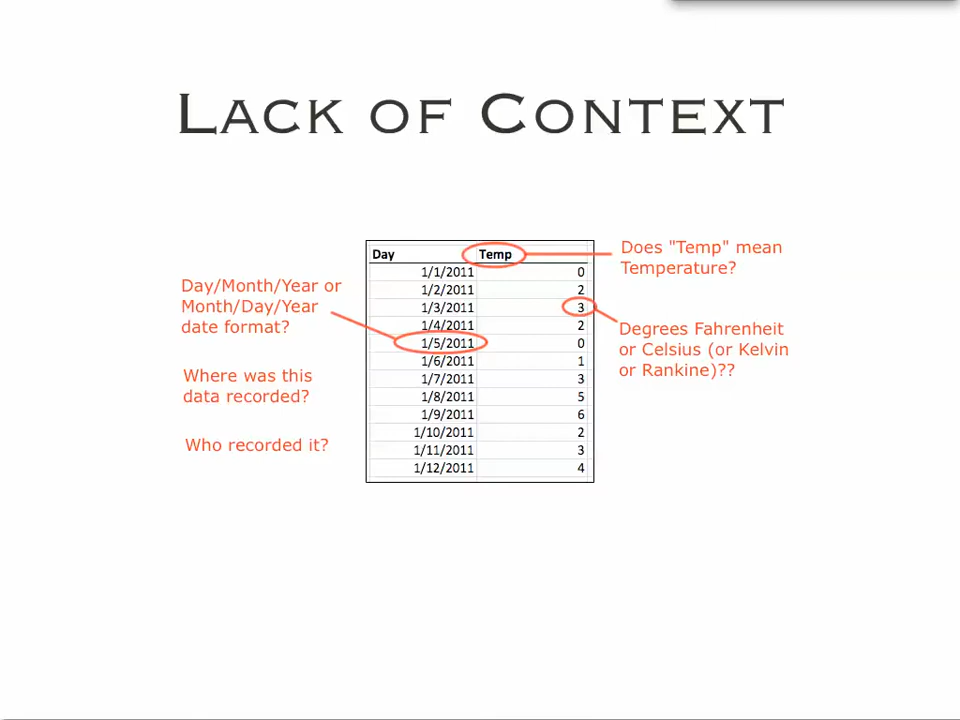 LACK OF CONTEXT
Day Temp
1/1/2011 0
1/2/2011 2
1/3/2011 3
1/4/2011 2
1/5/2011 0
1/6/2011 1
1/7/2011 3
1/8/2011 5
1/9/2011 6
1/10/2011 2
1/11/2011 3
1/12/2011 4
Day/Month/Year or
Month/Day/Year
date format?
Where was this
data recorded?
Who recorded it?
Does "Temp" mean
Temperature?
Degrees Fahrenheit
or Celsius (or Kelvin
or Rankine)??